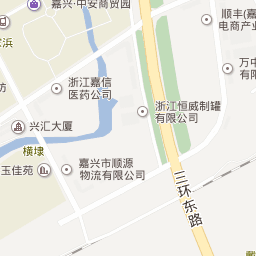 嘉兴·中安商贸园
顺丰(嘉
电商产业
浜
万中
有限
坊
浙江嘉信
医药公司
浙江恒威制罐
有限公司
兴汇大厦
横埭
玉佳苑
嘉兴市顺源
物流有限公司
三环东路